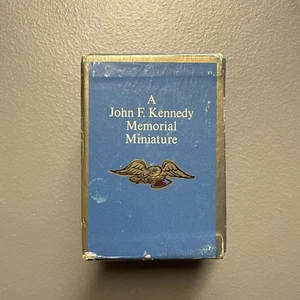 A
John F. Kennedy
Memorial
Miniature